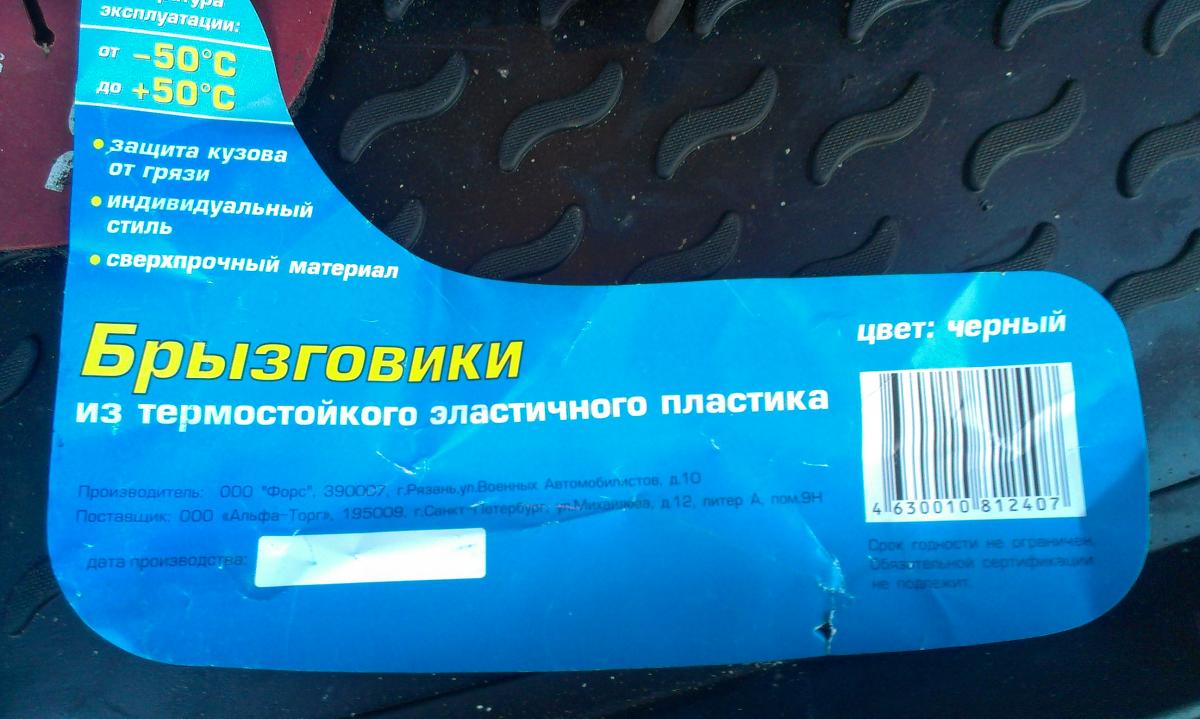 эксплуатации:
от -50°C
до +50°C
• защита кузова
от грязи
• индивидуальный
стиль
• сверхпрочный материал
Брызговики
из термостойкого эластичного пластика
цвет: черный
4 630010 812407
Производитель: ООО "Форс", 390007, г.Рязань,ул.Военных Автомобилистов, д.10
Поставщик: ООО «Альфа-Торг», 195009, г.Санкт-Петербург, ул.Михайлова, д.12, литер А, пом.9Н
дата производства:
Срок годности не ограничен.
Обязательной сертификации
не подлежит.